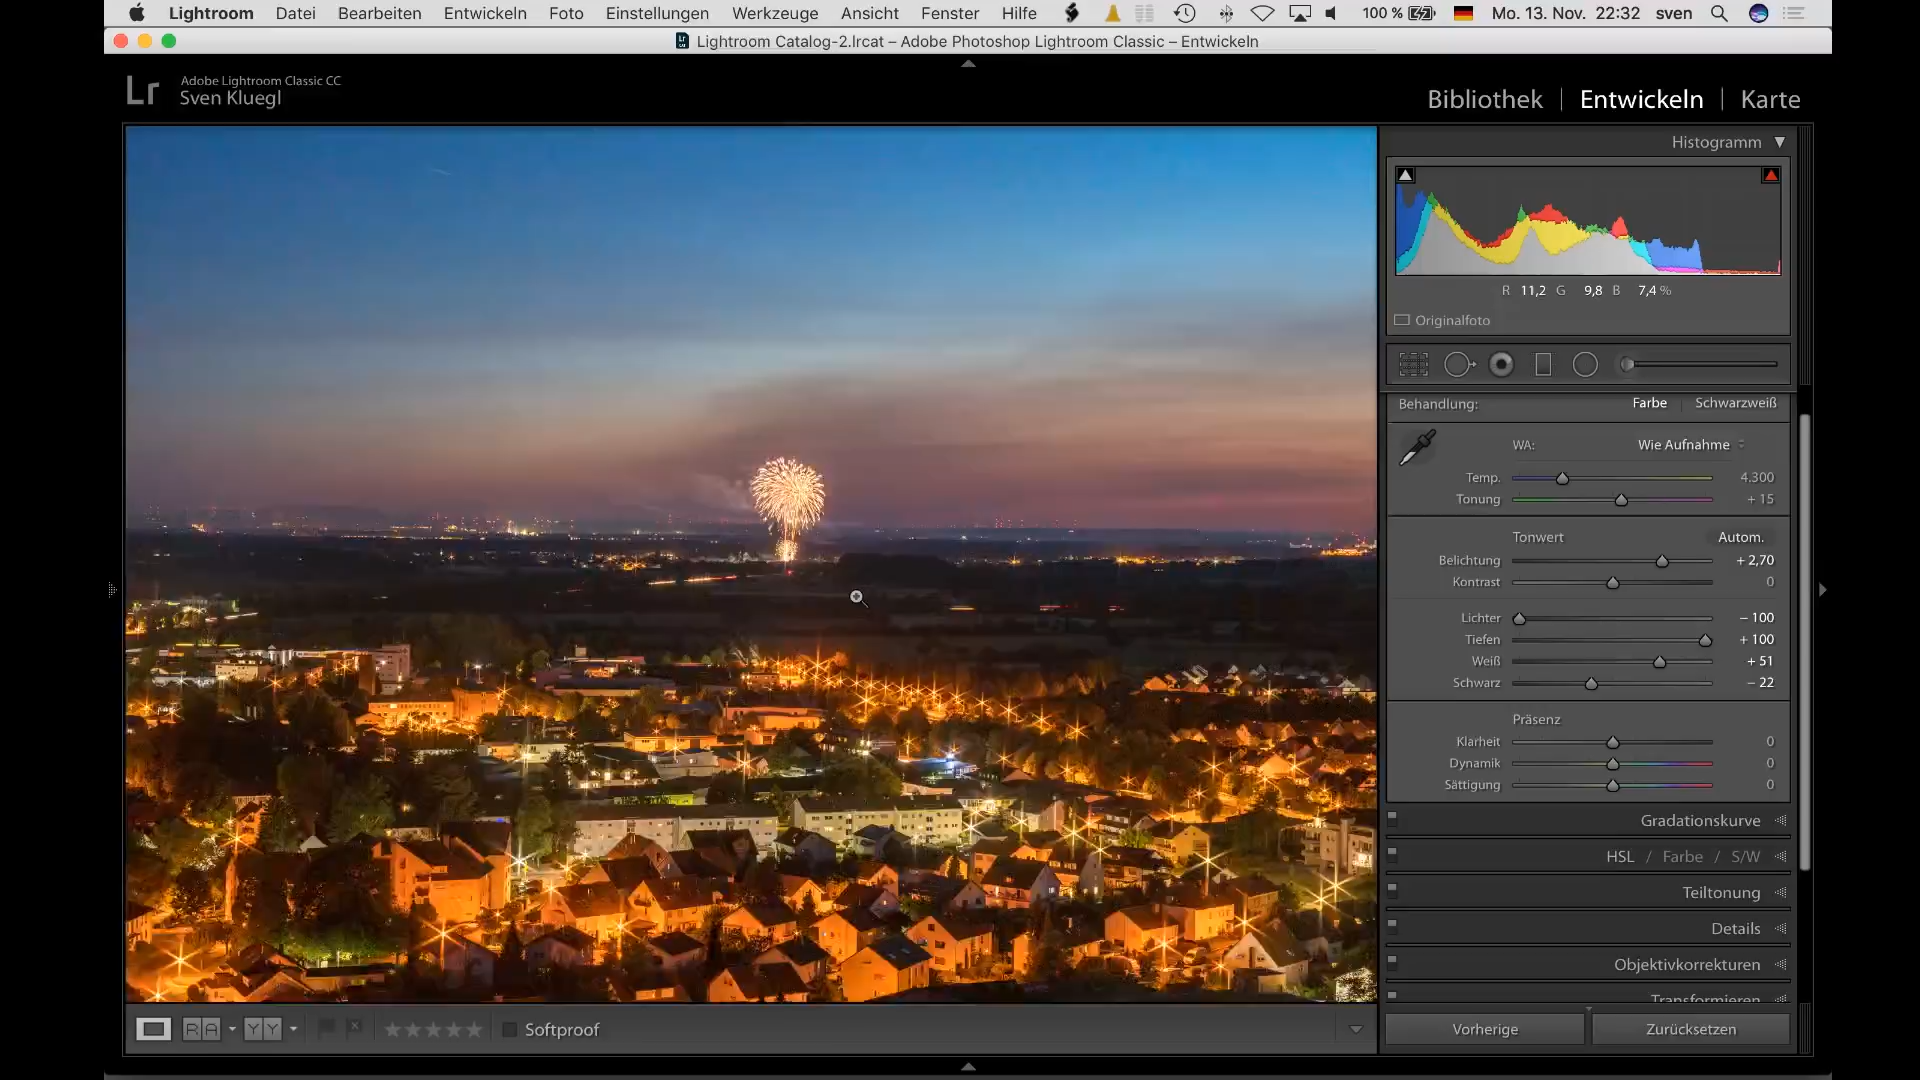 Lightroom Datei Bearbeiten Entwickeln Foto Einstellungen Werkzeuge Ansicht Fenster Hilfe 100 % Mo. 13. Nov. 22:32 sven
Lightroom Catalog-2.lrcat – Adobe Photoshop Lightroom Classic – Entwickeln
Lr Adobe Lightroom Classic CC
Sven Kluegl
Bibliothek | Entwickeln | Karte
Histogramm
R 11,2 G 9,8 B 7,4 %
Originalfoto
Behandlung: Farbe Schwarzweiß
WA: Wie Aufnahme
Temp. 4.300
Tonung + 15
Tonwert Autom.
Belichtung + 2,70
Kontrast 0
Lichter – 100
Tiefen + 100
Weiß + 51
Schwarz – 22
Präsenz
Klarheit 0
Dynamik 0
Sättigung 0
Gradationskurve
HSL / Farbe / S/W
Teiltonung
Details
Objektivkorrekturen
Transformieren
RA YY Softproof
Vorherige Zurücksetzen